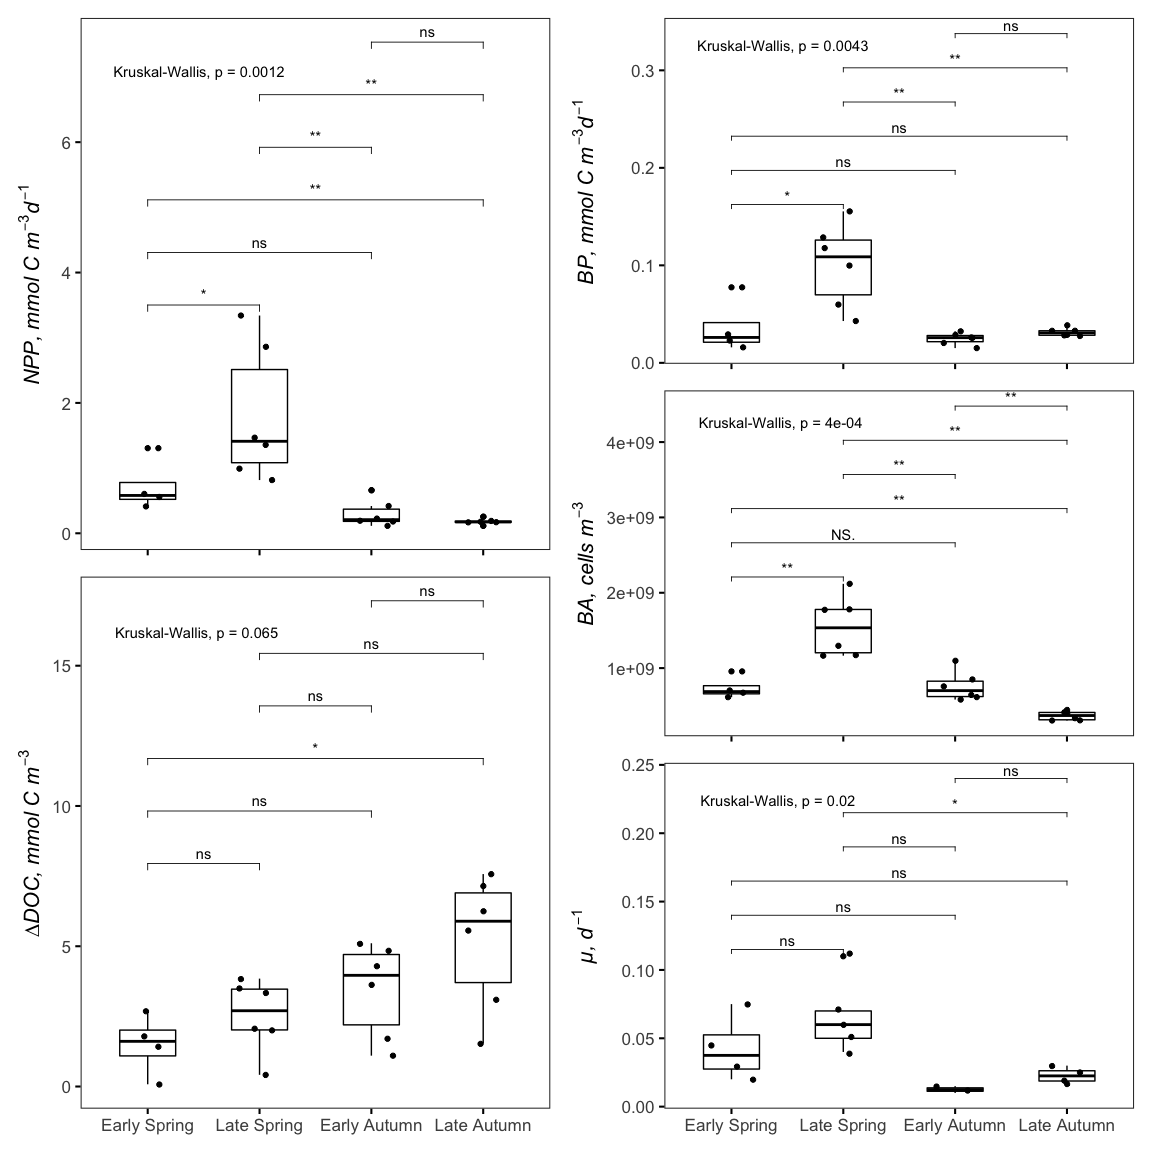 NPP, mmol C m⁻³d⁻¹
6
4
2
0
Kruskal-Wallis, p = 0.0012
ns
**
**
**
ns
*
ΔDOC, mmol C m⁻³
15
10
5
0
Kruskal-Wallis, p = 0.065
ns
ns
ns
*
ns
ns
Early Spring Late Spring Early Autumn Late Autumn
BP, mmol C m⁻³d⁻¹
0.3
0.2
0.1
0.0
Kruskal-Wallis, p = 0.0043
ns
**
**
ns
ns
*
BA, cells m⁻³
4e+09
3e+09
2e+09
1e+09
Kruskal-Wallis, p = 4e-04
**
**
**
**
NS.
**
μ, d⁻¹
0.25
0.20
0.15
0.10
0.05
0.00
Kruskal-Wallis, p = 0.02
ns
*
ns
ns
ns
ns
Early Spring Late Spring Early Autumn Late Autumn